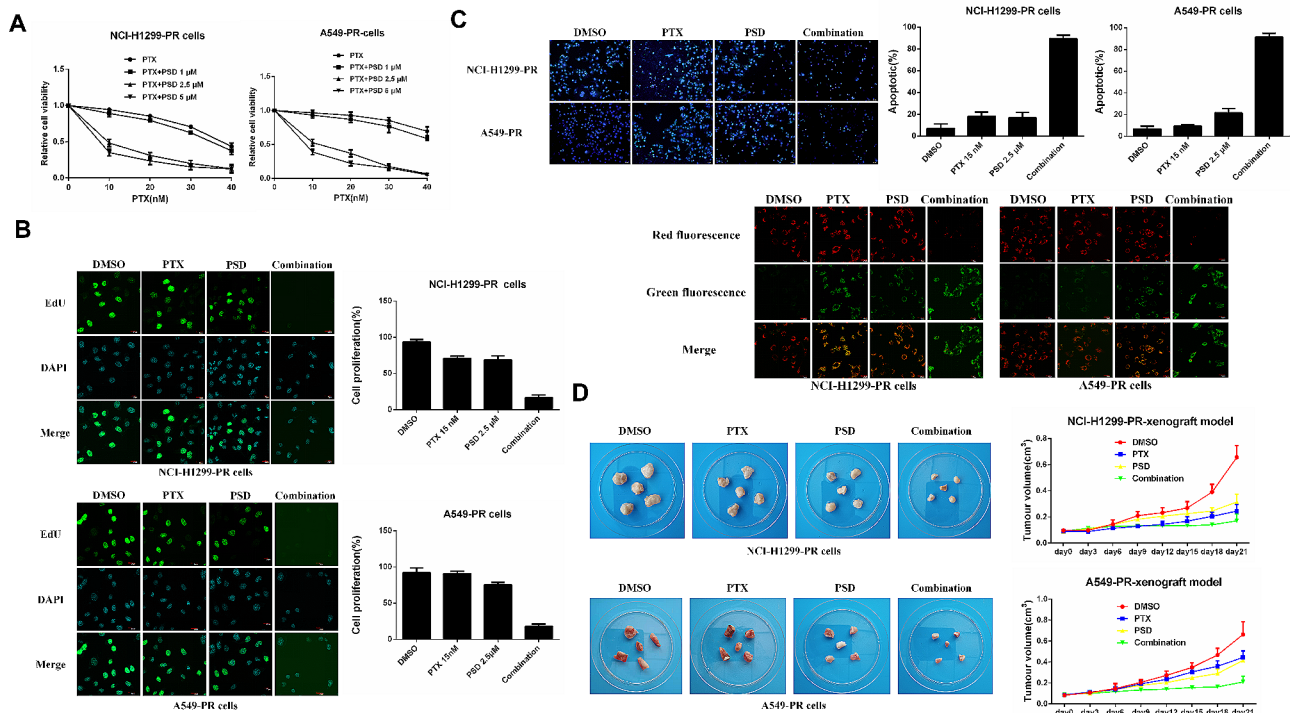 A
NCI-H1299-PR cells
PTX
PTX+PSD 1 μM
PTX+PSD 2.5 μM
PTX+PSD 5 μM
Relative cell viability
1.5
1.0
0.5
0.0
0 10 20 30 40
PTX(nM)
A549-PR-cells
PTX
PTX+PSD 1 μM
PTX+PSD 2.5 μM
PTX+PSD 5 μM
Relative cell viability
1.5
1.0
0.5
0.0
0 10 20 30 40
PTX(nM)
B
DMSO PTX PSD Combination
EdU
DAPI
Merge
NCI-H1299-PR cells
NCI-H1299-PR cells
Cell proliferation(%)
150
100
50
0
DMSO PTX 15 nM PSD 2.5 μM Combination
DMSO PTX PSD Combination
EdU
DAPI
Merge
A549-PR cells
A549-PR cells
Cell proliferation(%)
150
100
50
0
DMSO PTX 15nM PSD 2.5μM Combination
C
DMSO PTX PSD Combination
NCI-H1299-PR
A549-PR
NCI-H1299-PR cells
Apoptotic(%)
100
80
60
40
20
0
DMSO PTX 15 nM PSD 2.5 μM Combination
A549-PR cells
Apoptotic(%)
100
80
60
40
20
0
DMSO PTX 15 nM PSD 2.5 μM Combination
DMSO PTX PSD Combination DMSO PTX PSD Combination
Red fluorescence
Green fluorescence
Merge
NCI-H1299-PR cells A549-PR cells
D
DMSO PTX PSD Combination
NCI-H1299-PR cells
NCI-H1299-PR-xenograft model
DMSO
PTX
PSD
Combination
Tumour volume(cm³)
0.8
0.6
0.4
0.2
0.0
day0 day3 day6 day9 day12 day15 day18 day21
DMSO PTX PSD Combination
A549-PR cells
A549-PR-xenograft model
DMSO
PTX
PSD
Combination
Tumour volume(cm³)
1.0
0.8
0.6
0.4
0.2
0.0
day0 day3 day6 day9 day12 day15 day18 day21